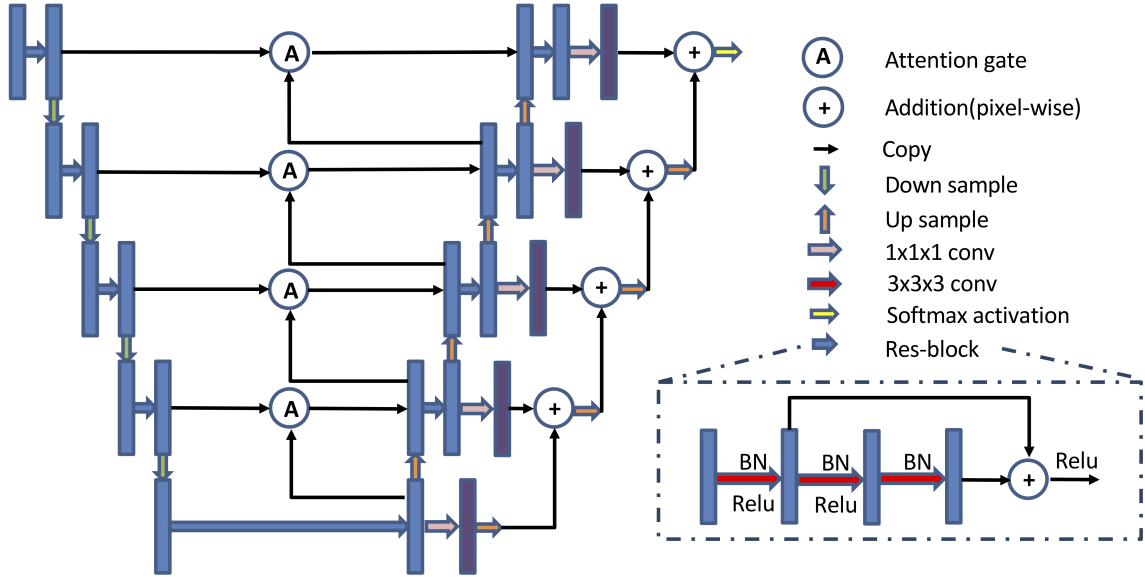 A
Attention gate
+
Addition(pixel-wise)
Copy
Down sample
Up sample
1x1x1 conv
3x3x3 conv
Softmax activation
Res-block
A
+
A
+
A
+
A
+
BN
BN
BN
Relu
Relu
+
Relu